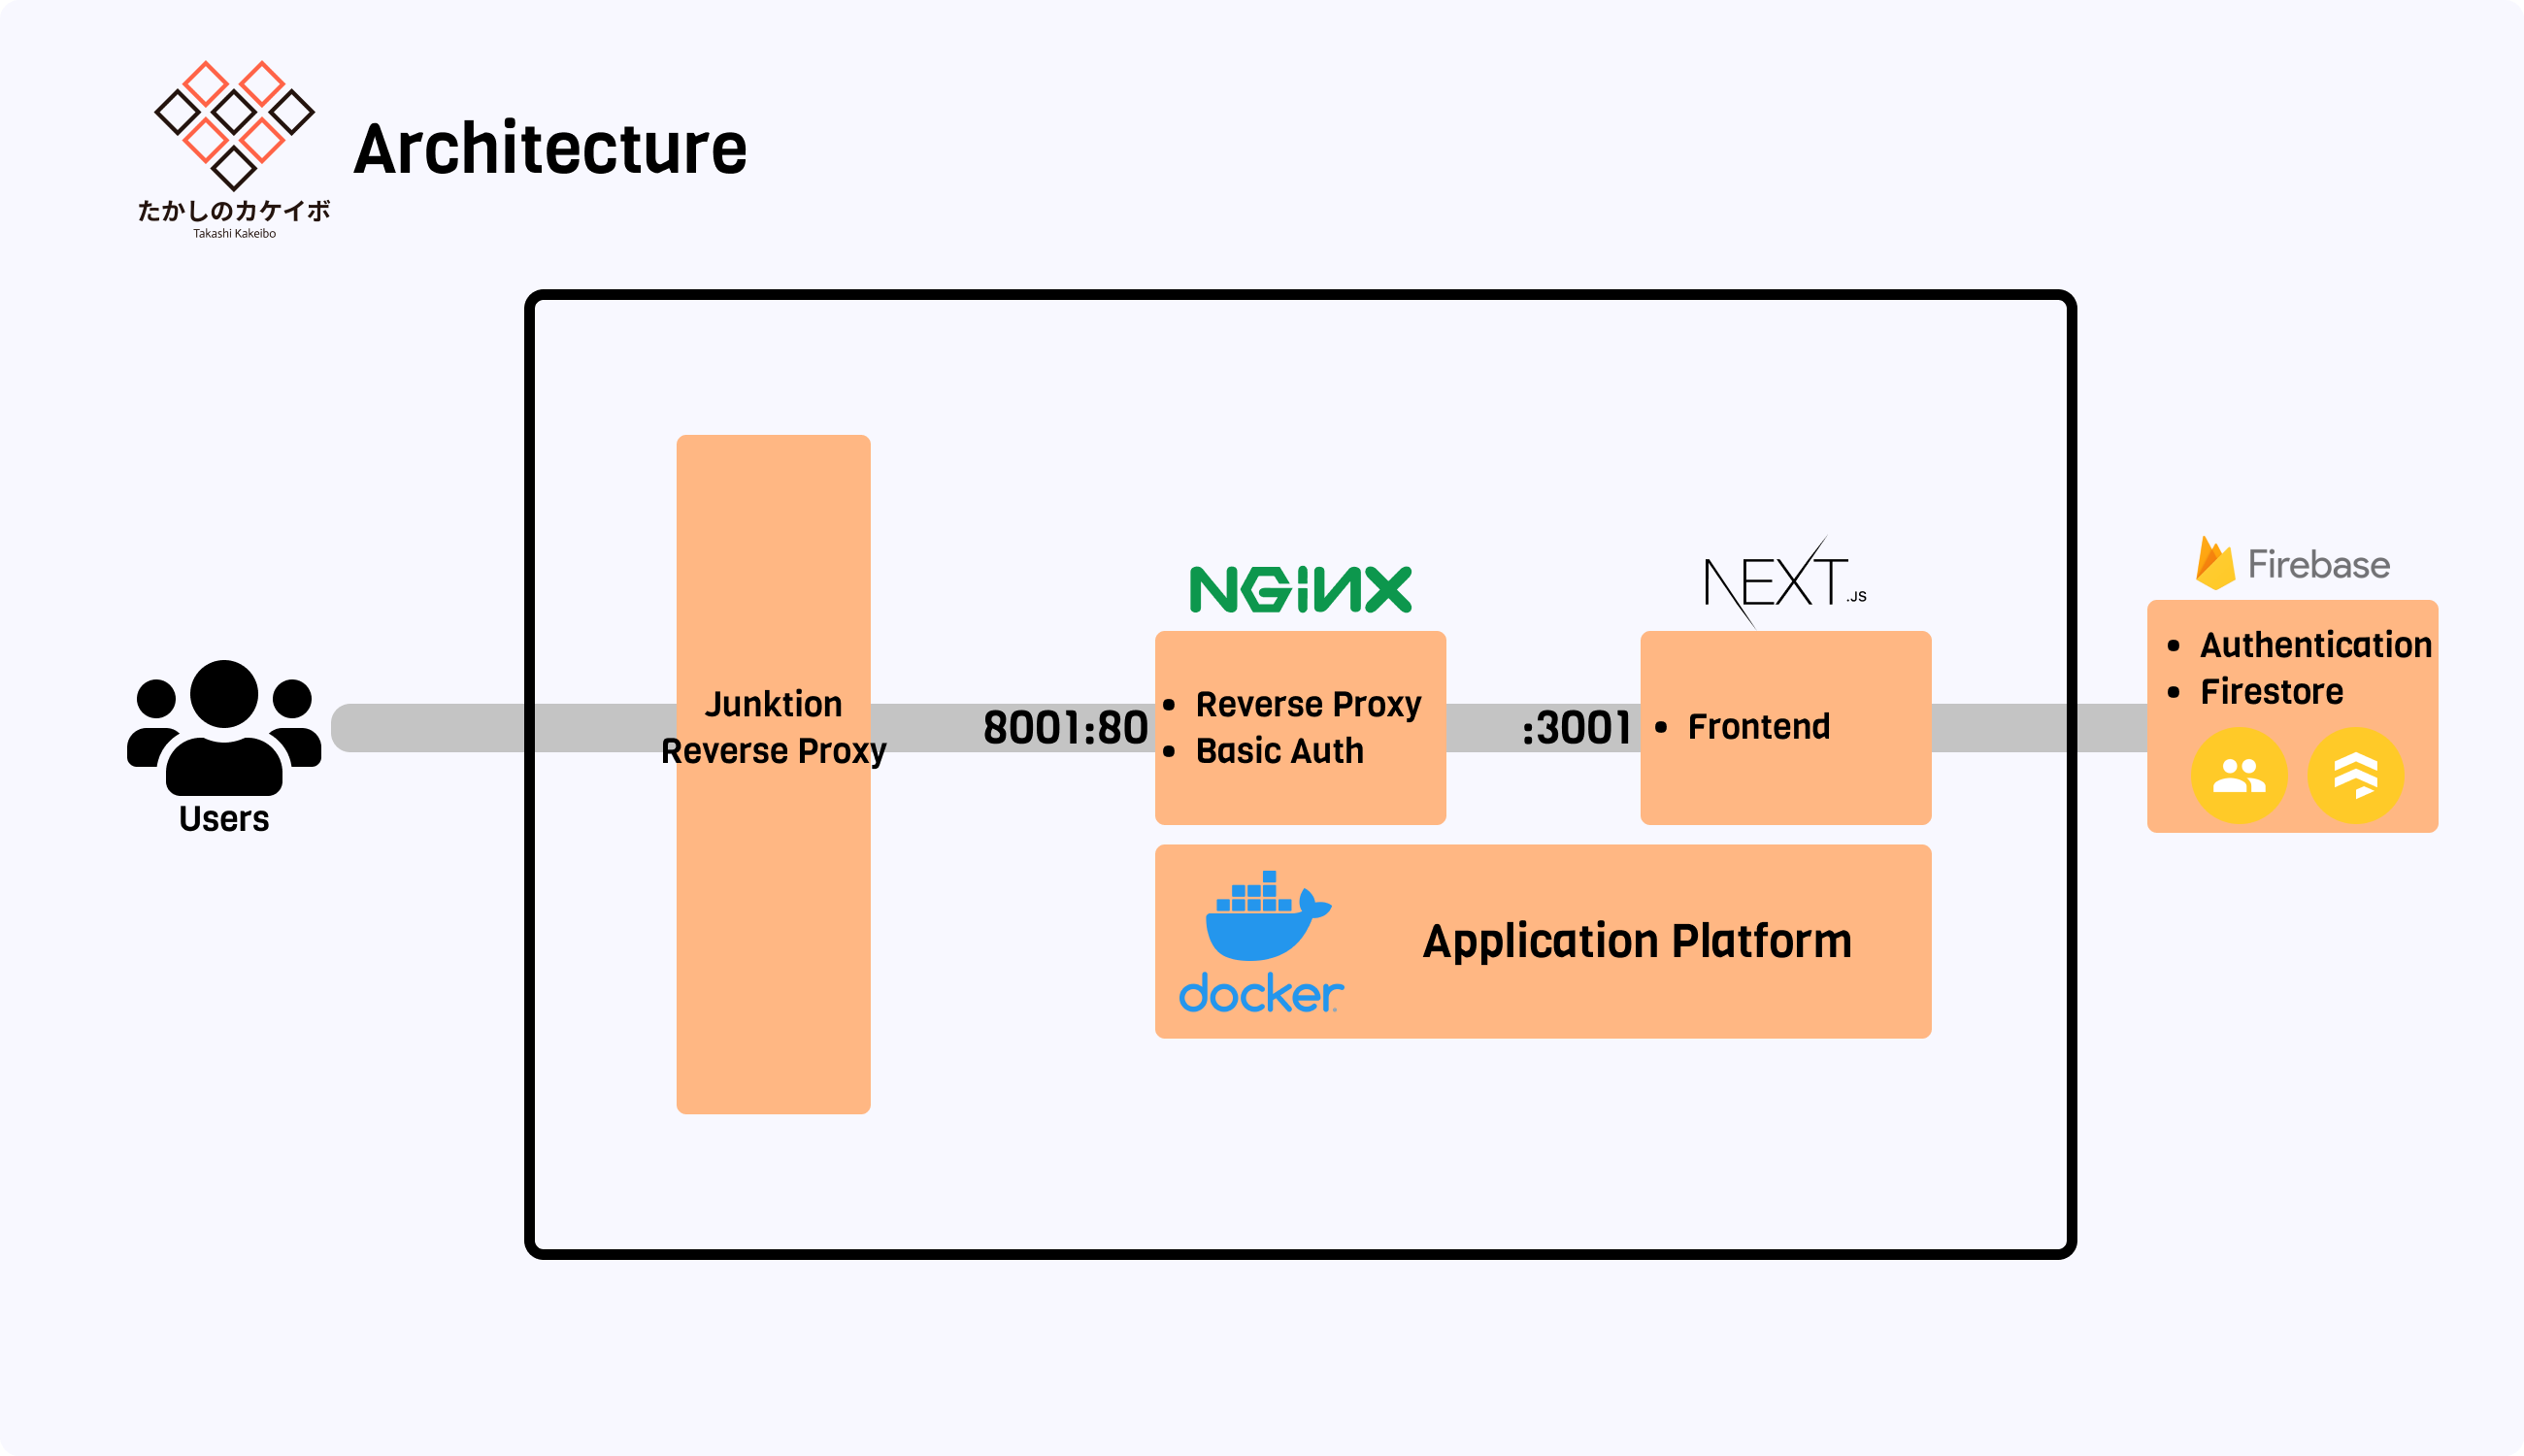 Architecture
たかしのカケイボ
Takashi Kakeibo
Users
Junktion
Reverse Proxy
8001:80
NGINX
• Reverse Proxy
• Basic Auth
:3001
NEXT.JS
• Frontend
docker
Application Platform
Firebase
• Authentication
• Firestore